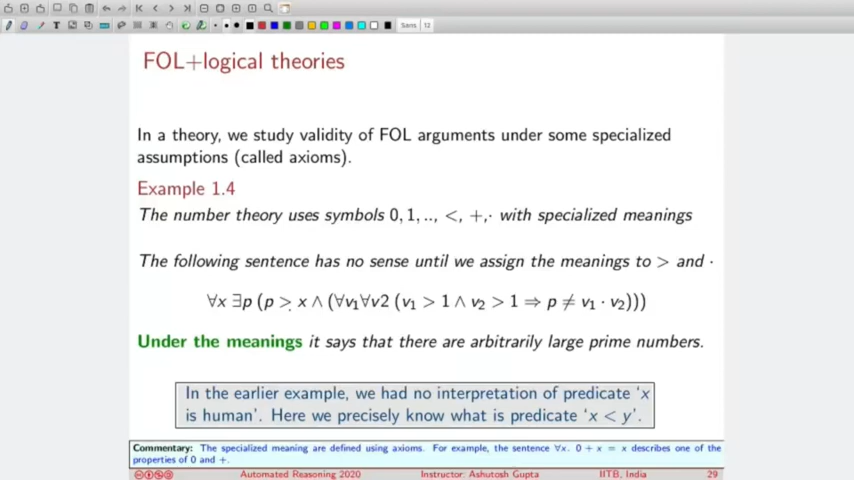 Sans 12
FOL+logical theories
In a theory, we study validity of FOL arguments under some specialized
assumptions (called axioms).
Example 1.4
The number theory uses symbols 0, 1, .., <, +,· with specialized meanings
The following sentence has no sense until we assign the meanings to > and ·
∀x ∃p (p > x ∧ (∀v₁∀v2 (v₁ > 1 ∧ v₂ > 1 ⇒ p ≠ v₁ · v₂)))
Under the meanings it says that there are arbitrarily large prime numbers.
In the earlier example, we had no interpretation of predicate ‘x
is human’. Here we precisely know what is predicate ‘x < y’.
Commentary: The specialized meaning are defined using axioms. For example, the sentence ∀x. 0 + x = x describes one of the
properties of 0 and +.
Automated Reasoning 2020 Instructor: Ashutosh Gupta IITB, India 29